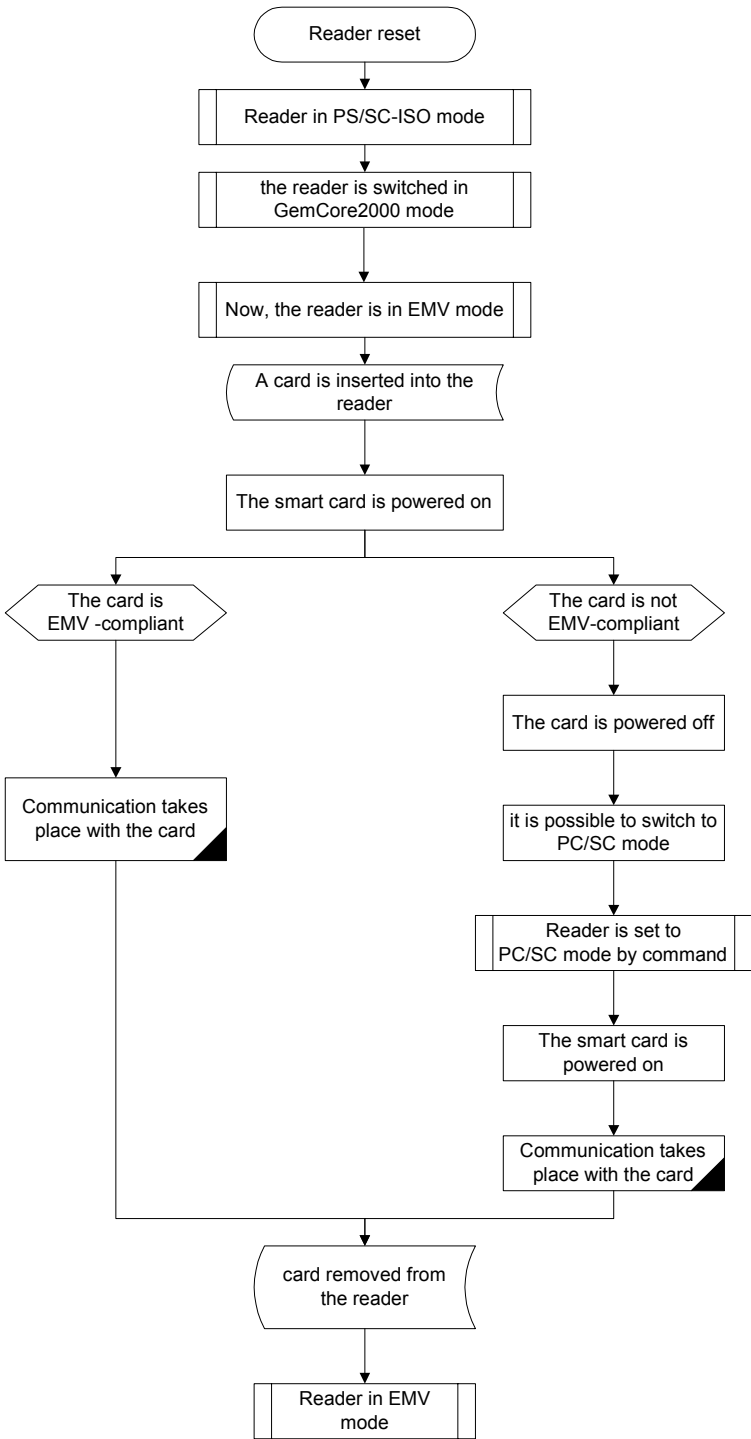 Reader reset
Reader in PS/SC-ISO mode
the reader is switched in
GemCore2000 mode
Now, the reader is in EMV mode
A card is inserted into the
reader
The smart card is powered on
The card is
EMV -compliant
The card is not
EMV-compliant
The card is powered off
Communication takes
place with the card
it is possible to switch to
PC/SC mode
Reader is set to
PC/SC mode by command
The smart card is
powered on
Communication takes
place with the card
card removed from
the reader
Reader in EMV
mode